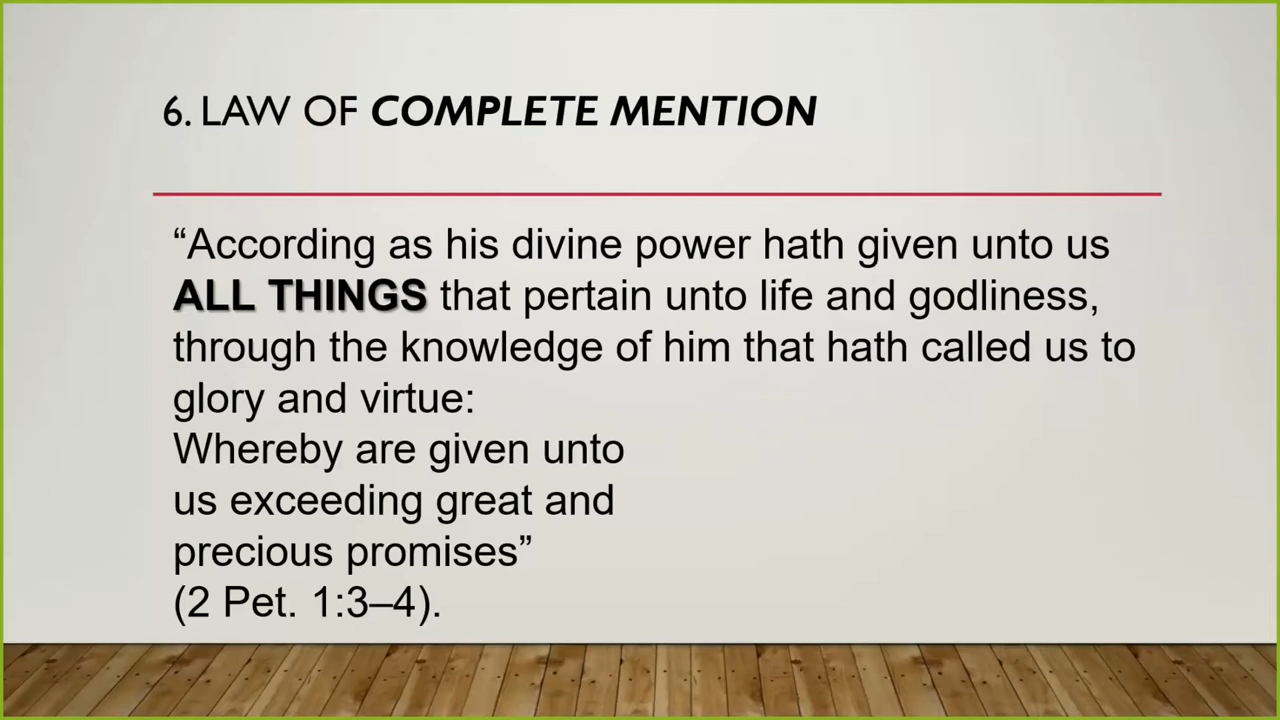 6. LAW OF COMPLETE MENTION
“According as his divine power hath given unto us
ALL THINGS that pertain unto life and godliness,
through the knowledge of him that hath called us to
glory and virtue:
Whereby are given unto
us exceeding great and
precious promises”
(2 Pet. 1:3–4).